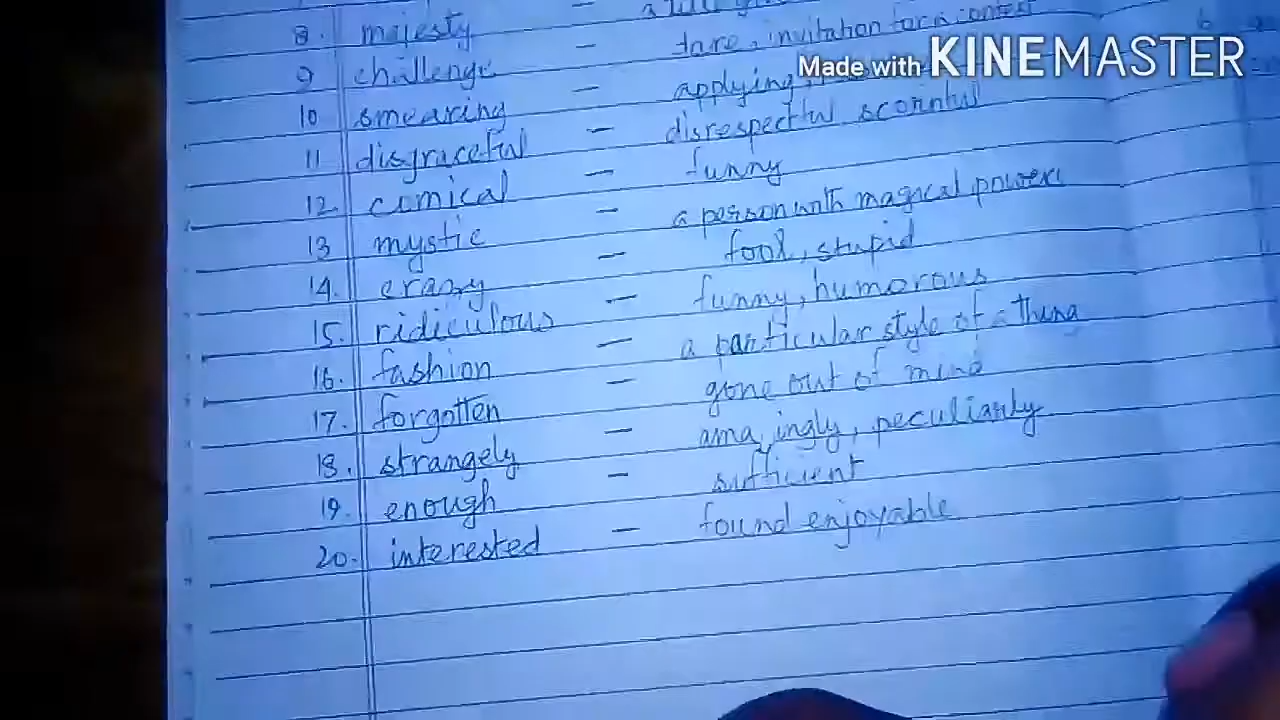 8. majesty - a title
9 challenge - dare, invitation for a contest
Made with KINEMASTER
10 smearing - applying,
11 disgraceful - disrespectful scornful
12. comical - funny
13 mystic - a person with magical powers
14. crazy - fool, stupid
15. ridiculous - funny, humorous
16. fashion - a particular style of a thing
17. forgotten - gone out of mind
18. strangely - amazingly, peculiarly
19. enough - sufficient
20. interested - found enjoyable